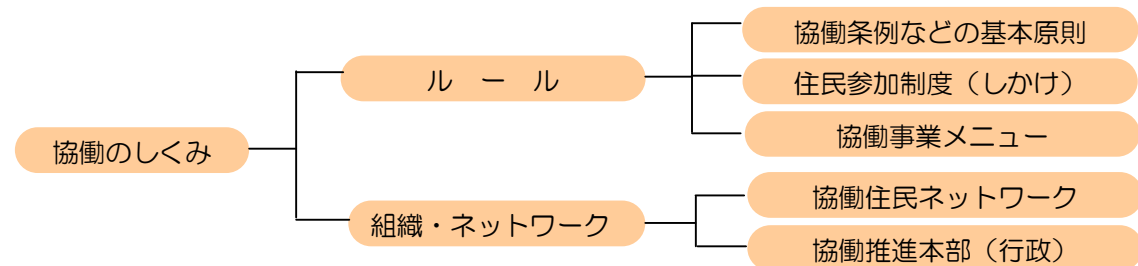 協働のしくみ
ル ー ル
協働条例などの基本原則
住民参加制度（しかけ）
協働事業メニュー
組織・ネットワーク
協働住民ネットワーク
協働推進本部（行政）